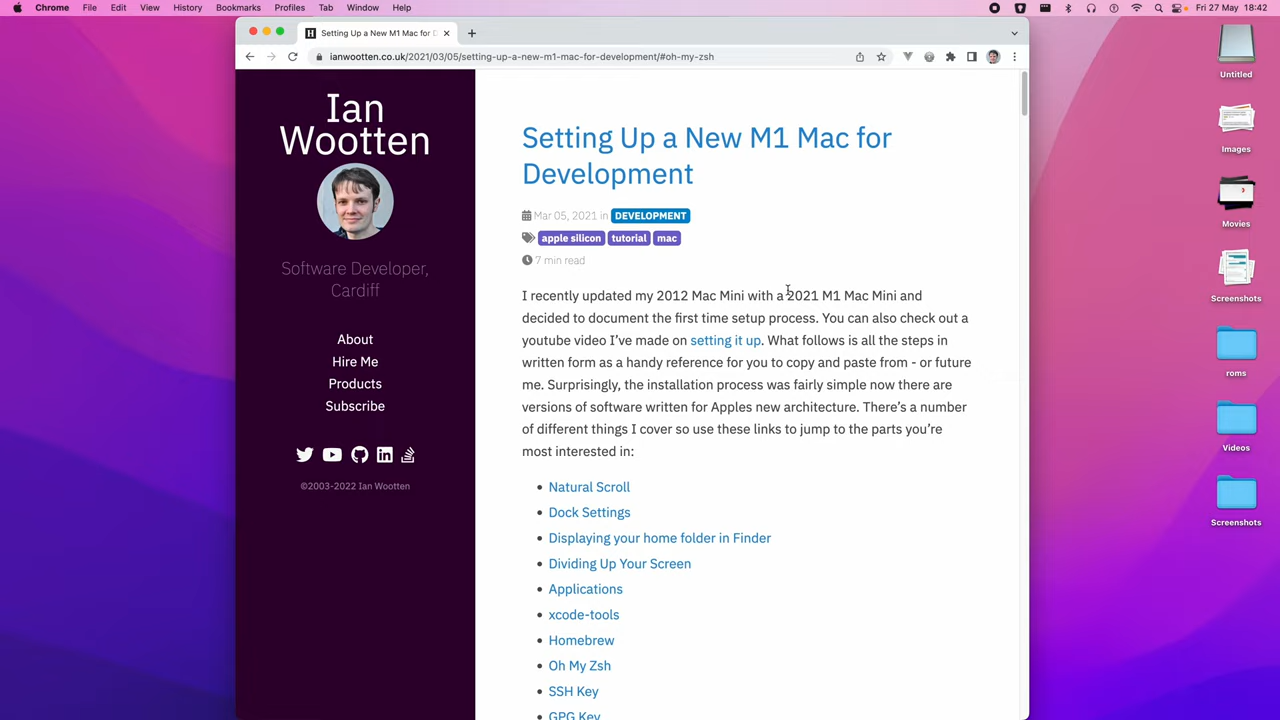 Chrome File Edit View History Bookmarks Profiles Tab Window Help
Fri 27 May 18:42
Setting Up a New M1 Mac for D
ianwootten.co.uk/2021/03/05/setting-up-a-new-m1-mac-for-development/#oh-my-zsh
Ian
Wootten
Software Developer,
Cardiff
About
Hire Me
Products
Subscribe
©2003-2022 Ian Wootten
Setting Up a New M1 Mac for
Development
Mar 05, 2021 in DEVELOPMENT
apple silicon tutorial mac
7 min read
I recently updated my 2012 Mac Mini with a 2021 M1 Mac Mini and
decided to document the first time setup process. You can also check out a
youtube video I've made on setting it up. What follows is all the steps in
written form as a handy reference for you to copy and paste from - or future
me. Surprisingly, the installation process was fairly simple now there are
versions of software written for Apples new architecture. There's a number
of different things I cover so use these links to jump to the parts you're
most interested in:
• Natural Scroll
• Dock Settings
• Displaying your home folder in Finder
• Dividing Up Your Screen
• Applications
• xcode-tools
• Homebrew
• Oh My Zsh
• SSH Key
• GPG Key
Untitled
Images
Movies
Screenshots
roms
Videos
Screenshots